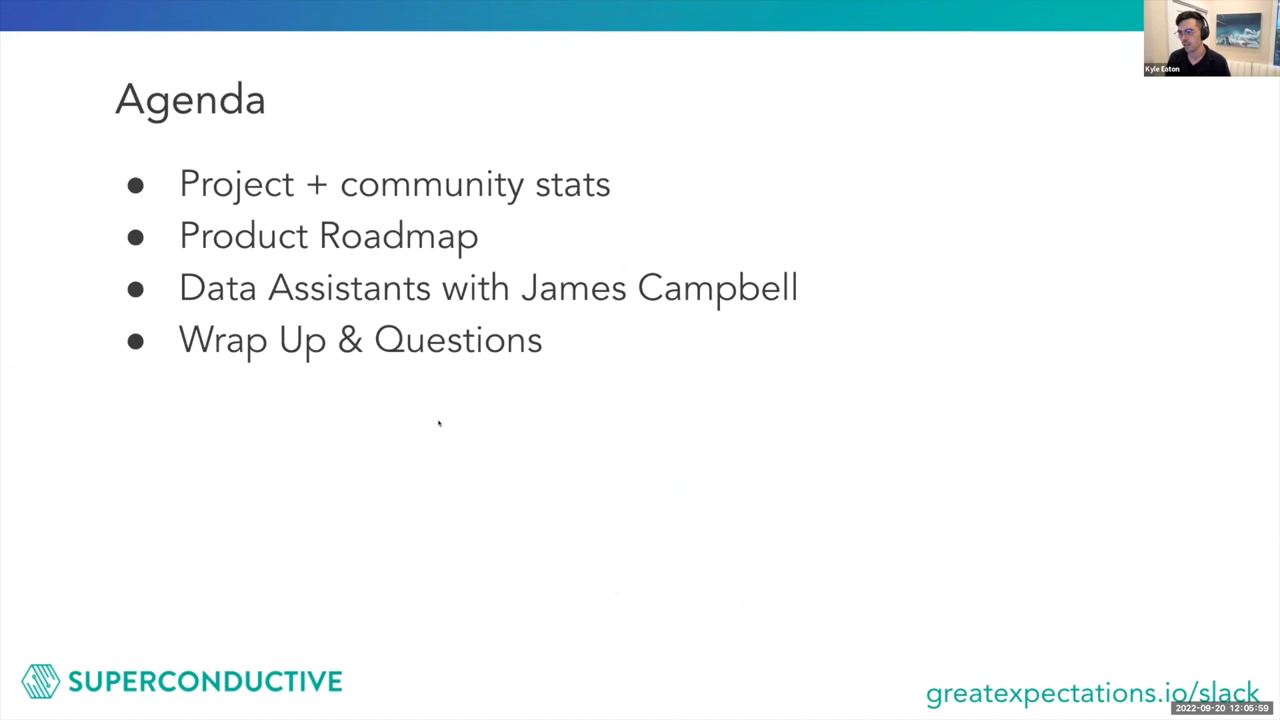 Kyle Eaton
Agenda
● Project + community stats
● Product Roadmap
● Data Assistants with James Campbell
● Wrap Up & Questions
SUPERCONDUCTIVE
greatexpectations.io/slack
2022-09-20 12:05:59